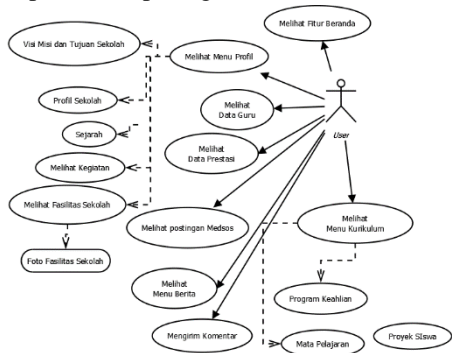 Melihat Fitur Beranda
Visi Misi dan Tujuan Sekolah
Melihat Menu Profil
Profil Sekolah
Melihat
Data Guru
User
Sejarah
Melihat
Data Prestasi
Melihat Kegiatan
Melihat Fasilitas Sekolah
Melihat postingan Medsos
Melihat
Menu Kurikulum
Foto Fasilitas Sekolah
Melihat
Menu Berita
Program Keahlian
Mengirim Komentar
Mata Pelajaran
Proyek SIswa